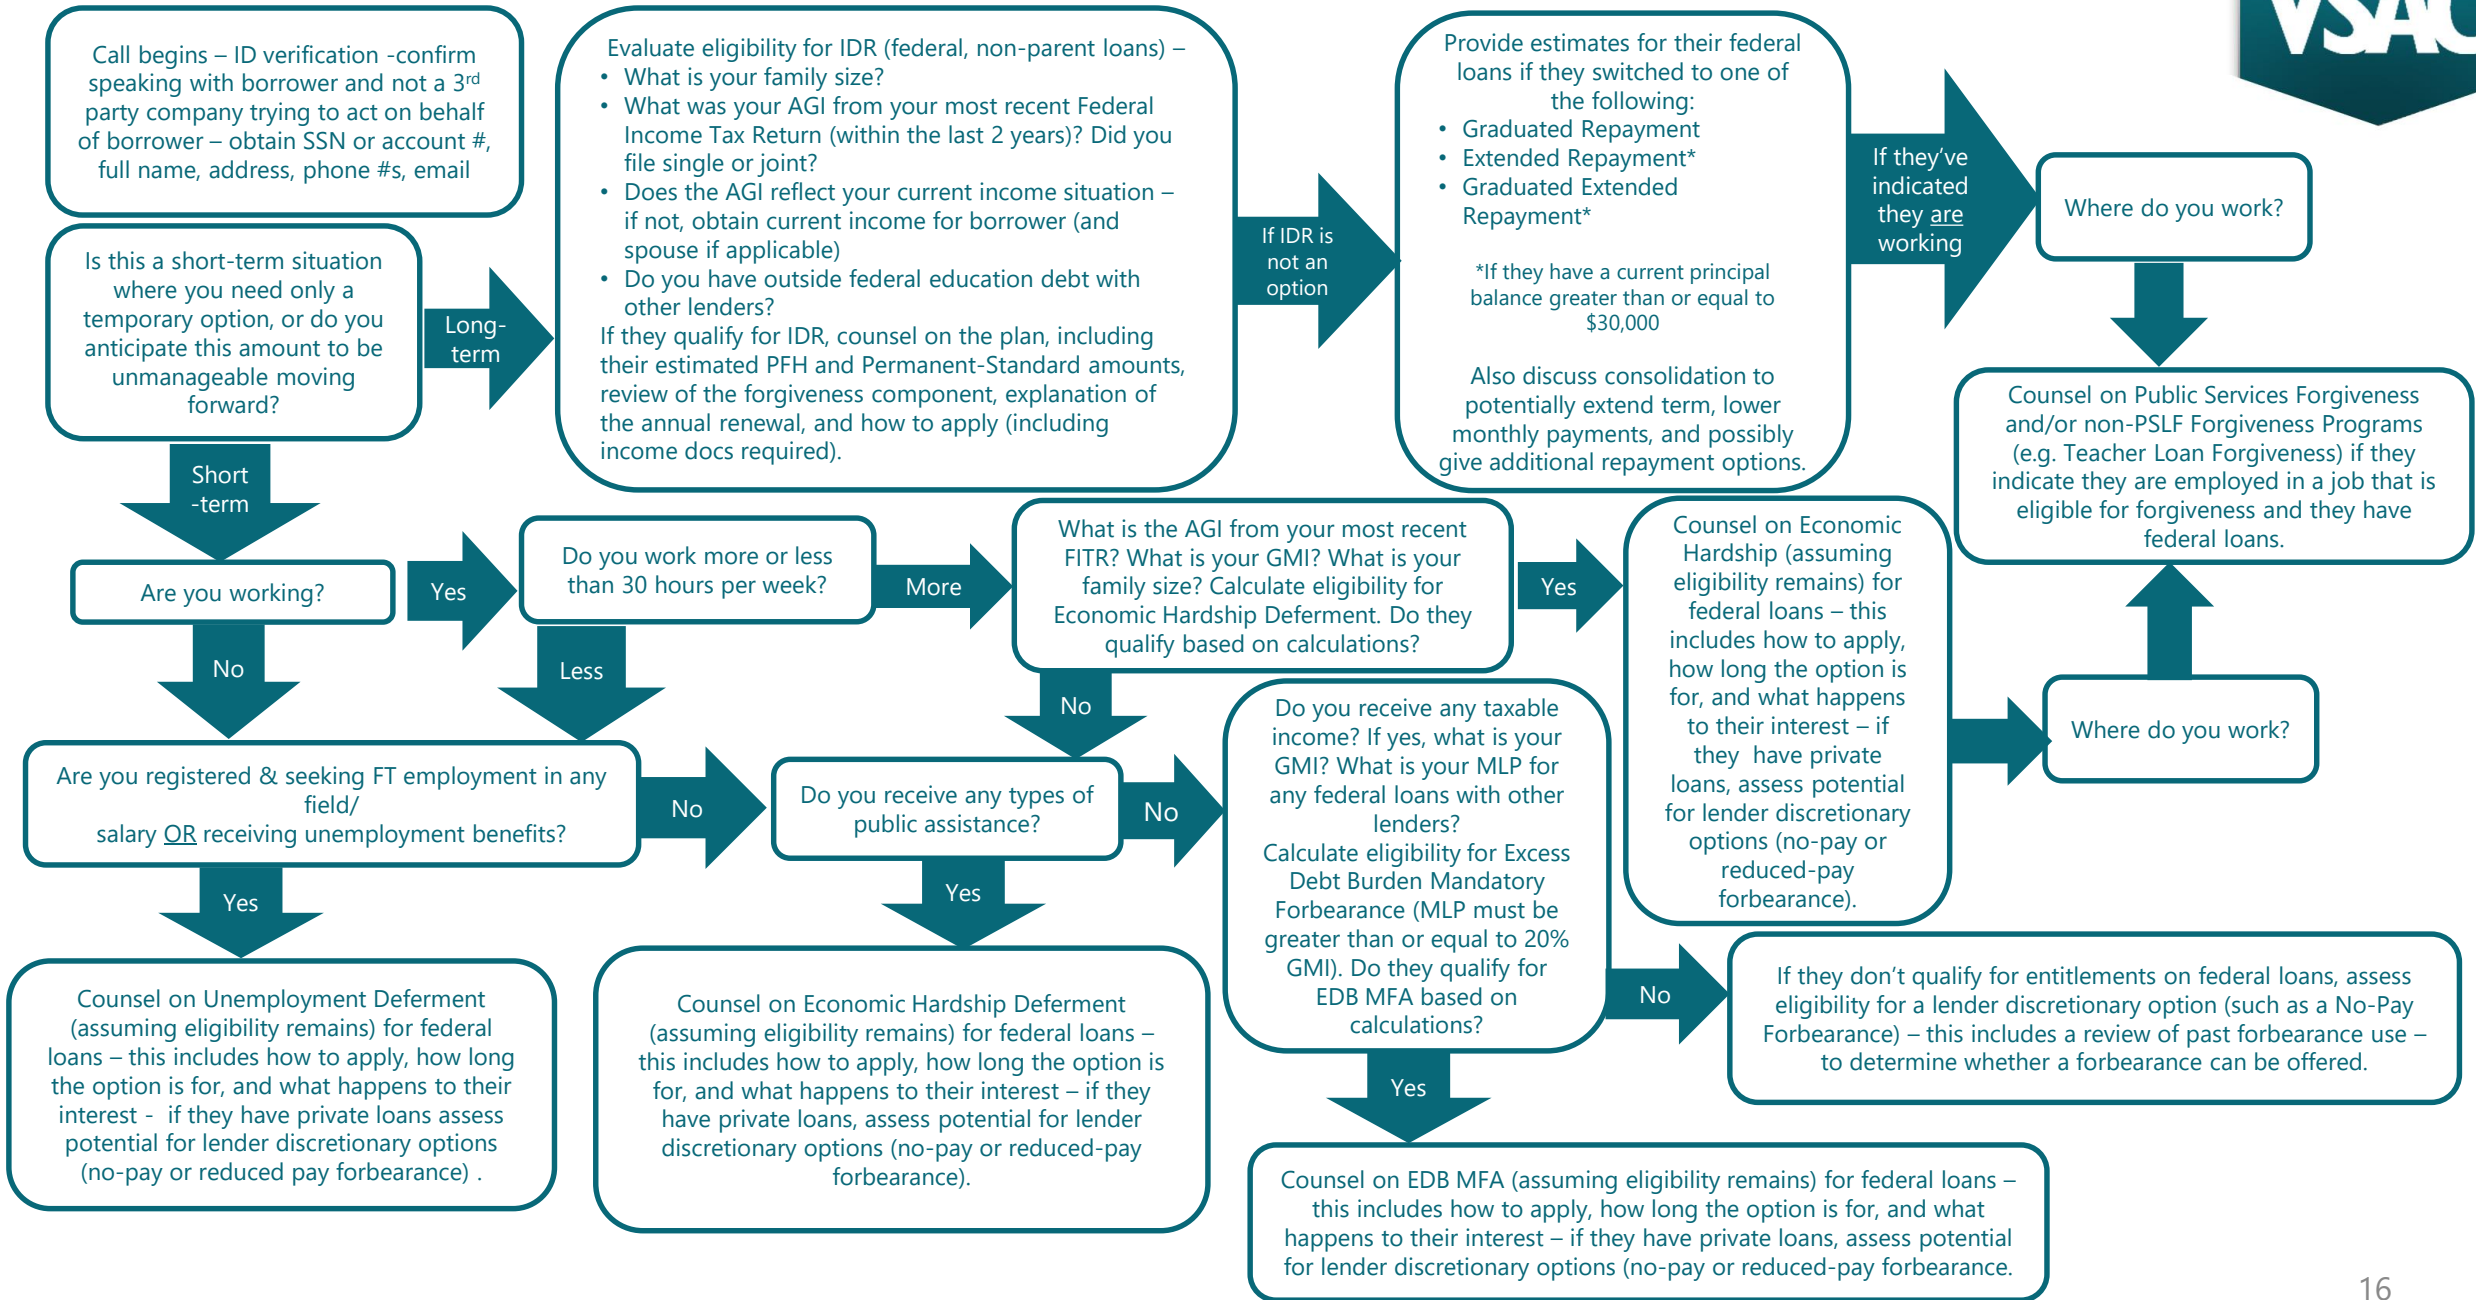 Call begins – ID verification -confirm
speaking with borrower and not a 3rd
party company trying to act on behalf
of borrower – obtain SSN or account #,
full name, address, phone #s, email
Is this a short-term situation
where you need only a
temporary option, or do you
anticipate this amount to be
unmanageable moving
forward?
Long-
term
Evaluate eligibility for IDR (federal, non-parent loans) –
• What is your family size?
• What was your AGI from your most recent Federal
Income Tax Return (within the last 2 years)? Did you
file single or joint?
• Does the AGI reflect your current income situation –
if not, obtain current income for borrower (and
spouse if applicable)
• Do you have outside federal education debt with
other lenders?
If they qualify for IDR, counsel on the plan, including
their estimated PFH and Permanent-Standard amounts,
review of the forgiveness component, explanation of
the annual renewal, and how to apply (including
income docs required).
If IDR is
not an
option
Provide estimates for their federal
loans if they switched to one of
the following:
• Graduated Repayment
• Extended Repayment*
• Graduated Extended
Repayment*
*If they have a current principal
balance greater than or equal to
$30,000
Also discuss consolidation to
potentially extend term, lower
monthly payments, and possibly
give additional repayment options.
If they've
indicated
they are
working
VSAC
Where do you work?
Counsel on Public Services Forgiveness
and/or non-PSLF Forgiveness Programs
(e.g. Teacher Loan Forgiveness) if they
indicate they are employed in a job that is
eligible for forgiveness and they have
federal loans.
Short
-term
Are you working?
Yes
Do you work more or less
than 30 hours per week?
More
What is the AGI from your most recent
FITR? What is your GMI? What is your
family size? Calculate eligibility for
Economic Hardship Deferment. Do they
qualify based on calculations?
Yes
Counsel on Economic
Hardship (assuming
eligibility remains) for
federal loans – this
includes how to apply,
how long the option is
for, and what happens
to their interest – if
they have private
loans, assess potential
for lender discretionary
options (no-pay or
reduced-pay
forbearance).
Where do you work?
No
Less
No
Are you registered & seeking FT employment in any
field/
salary OR receiving unemployment benefits?
No
Do you receive any types of
public assistance?
No
Do you receive any taxable
income? If yes, what is your
GMI? What is your MLP for
any federal loans with other
lenders?
Calculate eligibility for Excess
Debt Burden Mandatory
Forbearance (MLP must be
greater than or equal to 20%
GMI). Do they qualify for
EDB MFA based on
calculations?
No
If they don't qualify for entitlements on federal loans, assess
eligibility for a lender discretionary option (such as a No-Pay
Forbearance) – this includes a review of past forbearance use –
to determine whether a forbearance can be offered.
Yes
Counsel on Unemployment Deferment
(assuming eligibility remains) for federal
loans – this includes how to apply, how long
the option is for, and what happens to their
interest - if they have private loans assess
potential for lender discretionary options
(no-pay or reduced pay forbearance) .
Yes
Counsel on Economic Hardship Deferment
(assuming eligibility remains) for federal loans –
this includes how to apply, how long the option is
for, and what happens to their interest – if they
have private loans, assess potential for lender
discretionary options (no-pay or reduced-pay
forbearance).
Yes
Counsel on EDB MFA (assuming eligibility remains) for federal loans –
this includes how to apply, how long the option is for, and what
happens to their interest – if they have private loans, assess potential
for lender discretionary options (no-pay or reduced-pay forbearance.
16